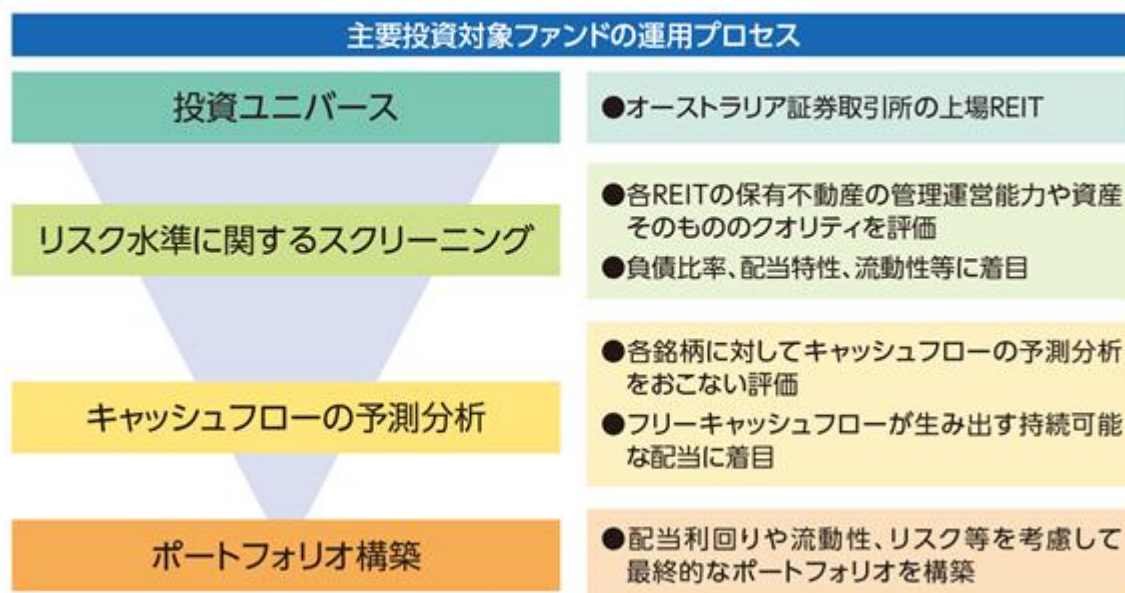 主要投資対象ファンドの運用プロセス
投資ユニバース
●オーストラリア証券取引所の上場REIT
リスク水準に関するスクリーニング
●各REITの保有不動産の管理運営能力や資産
そのもののクオリティを評価
●負債比率、配当特性、流動性等に着目
キャッシュフローの予測分析
●各銘柄に対してキャッシュフローの予測分析
をおこない評価
●フリーキャッシュフローが生み出す持続可能
な配当に着目
ポートフォリオ構築
●配当利回りや流動性、リスク等を考慮して
最終的なポートフォリオを構築